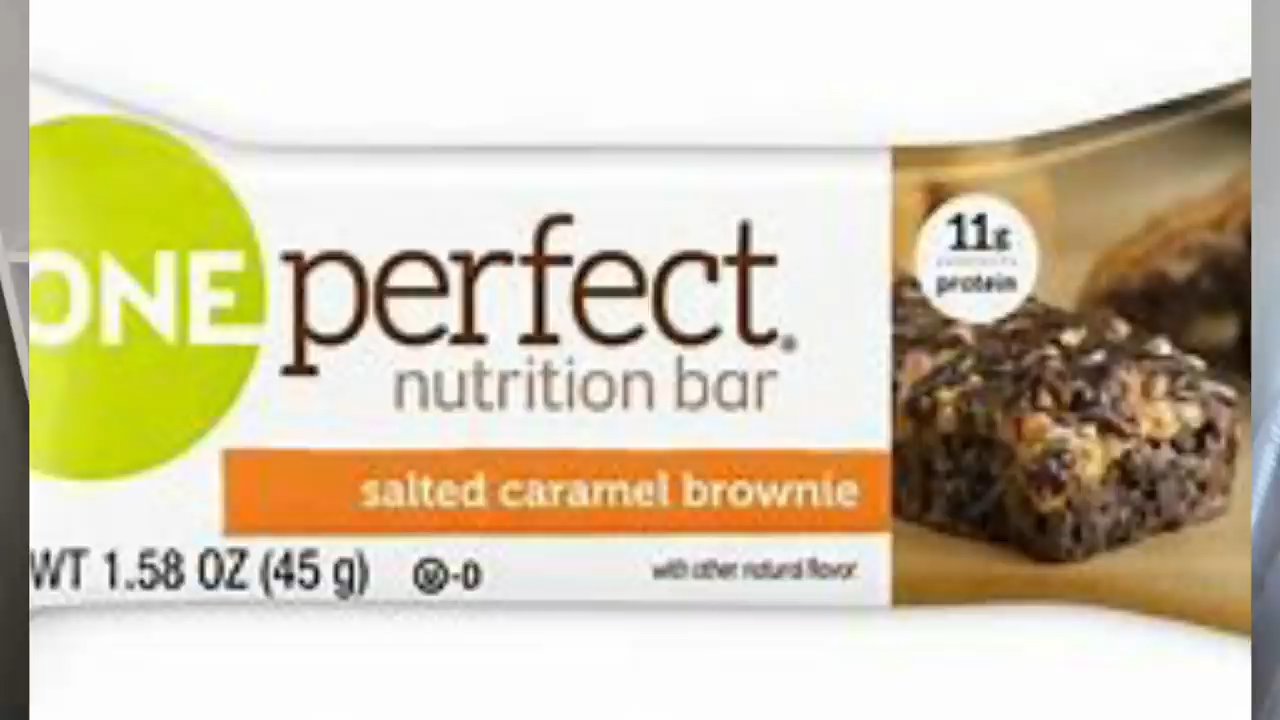 ONE perfect.
nutrition bar
salted caramel brownie
WT 1.58 OZ (45 g)
-D
with other natural flavor
11g
protein